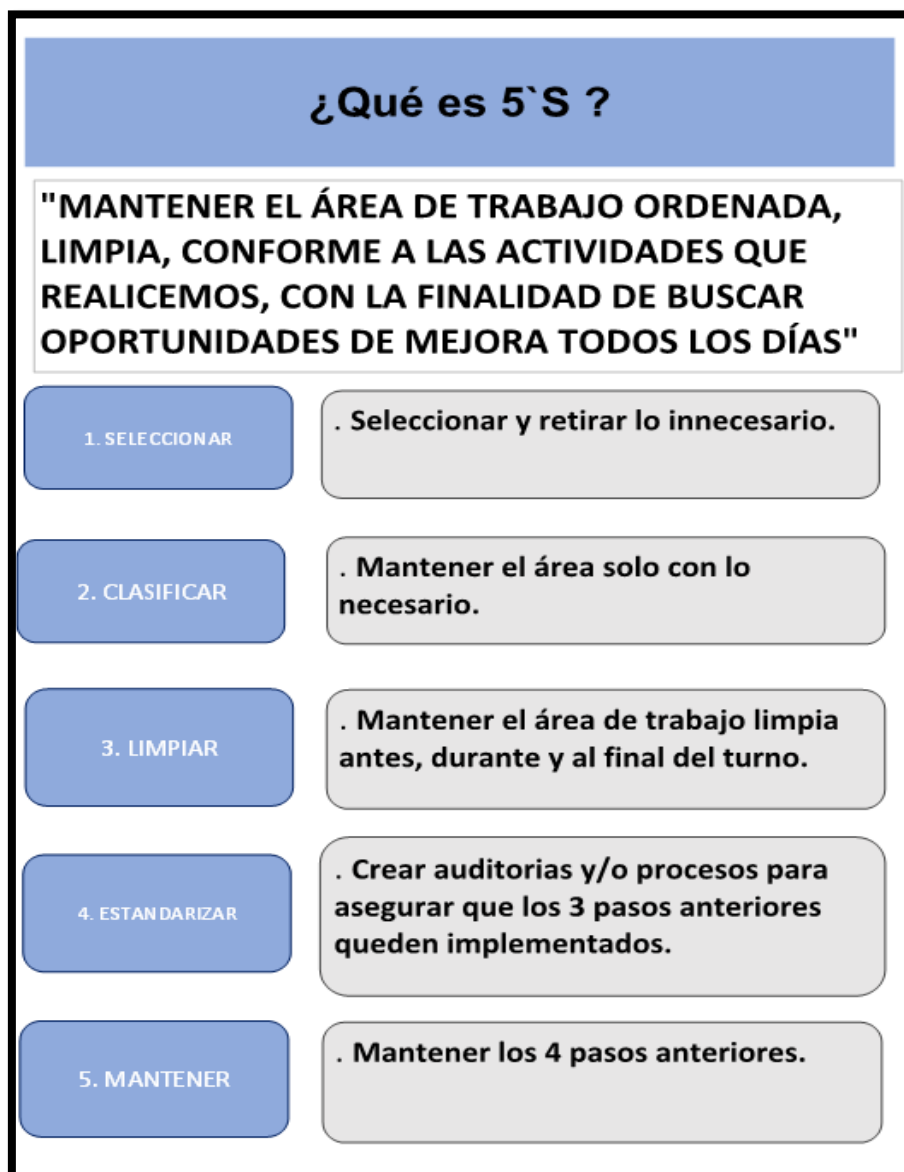 ¿Qué es 5`S ?
"MANTENER EL ÁREA DE TRABAJO ORDENADA,
LIMPIA, CONFORME A LAS ACTIVIDADES QUE
REALICEMOS, CON LA FINALIDAD DE BUSCAR
OPORTUNIDADES DE MEJORA TODOS LOS DÍAS"
1. SELECCIONAR
. Seleccionar y retirar lo innecesario.
2. CLASIFICAR
. Mantener el área solo con lo
necesario.
3. LIMPIAR
. Mantener el área de trabajo limpia
antes, durante y al final del turno.
4. ESTANDARIZAR
. Crear auditorias y/o procesos para
asegurar que los 3 pasos anteriores
queden implementados.
5. MANTENER
. Mantener los 4 pasos anteriores.